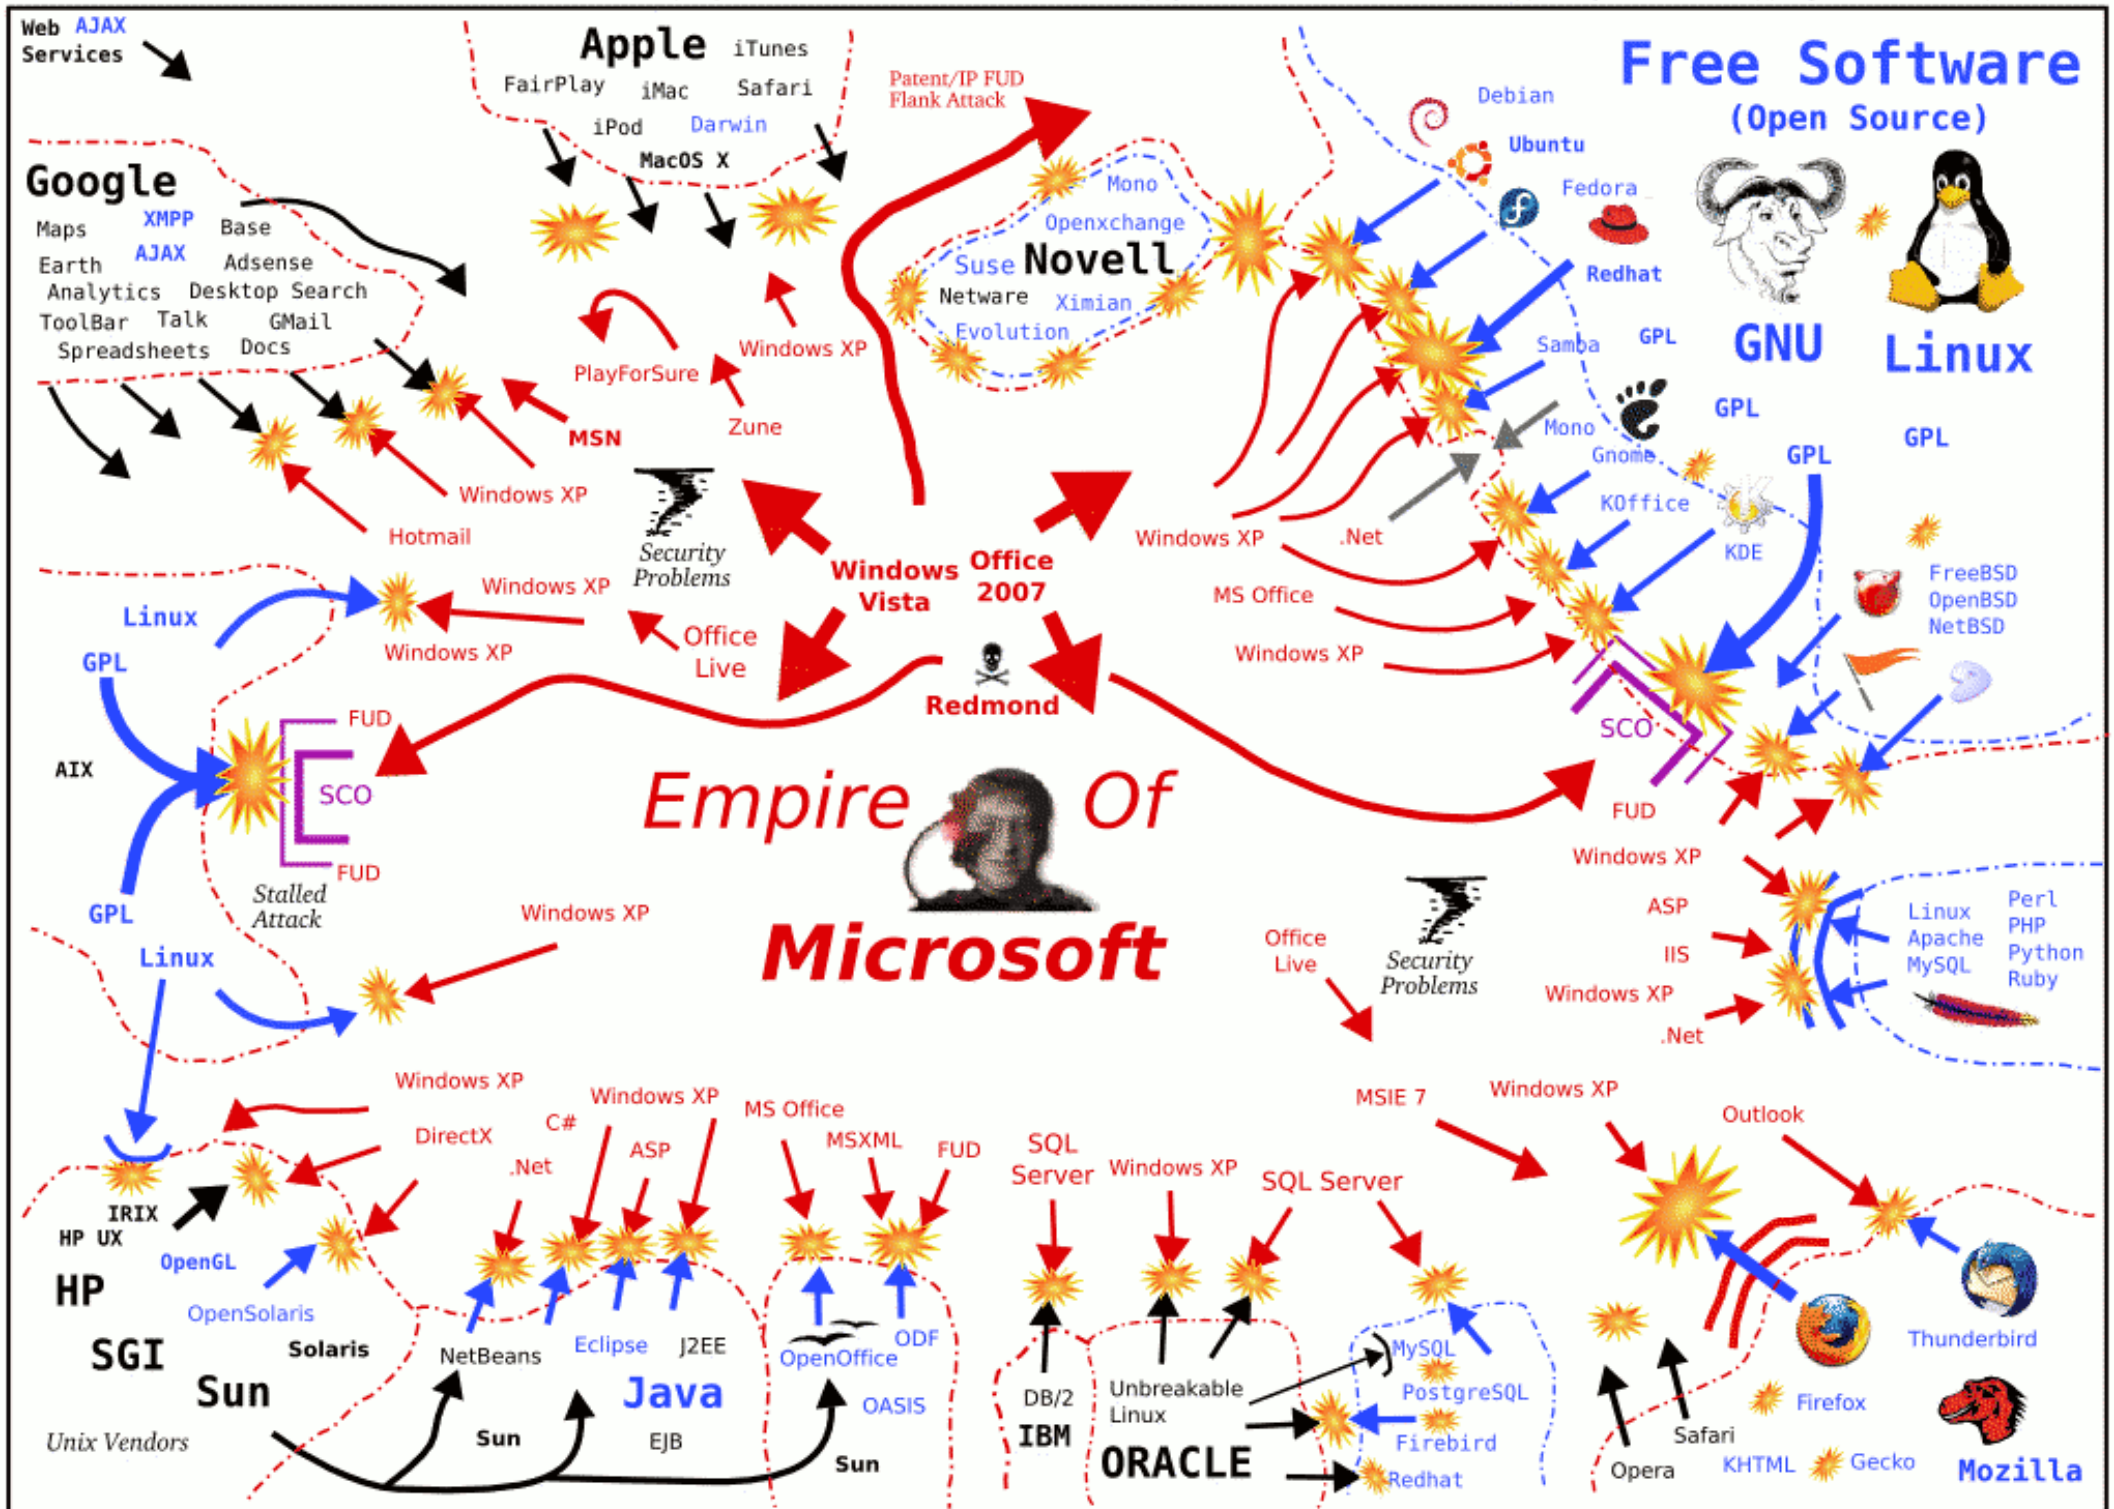 Web AJAX
Services
Apple iTunes
FairPlay iMac Safari
iPod Darwin
MacOS X
Patent/IP FUD
Flank Attack
Free Software
(Open Source)
Debian
Ubuntu
Fedora
Redhat
GNU
Linux
Google
Maps XMPP Base
Earth AJAX Adsense
Analytics Desktop Search
ToolBar Talk GMail
Spreadsheets Docs
Mono
Openxchange
Suse Novell
Netware Ximian
Evolution
PlayForSure
Windows XP
Zune
MSN
Windows XP
Hotmail
Security
Problems
Samba
GPL
GPL
GPL
GPL
Mono
Gnome
KOffice
KDE
FreeBSD
OpenBSD
NetBSD
Windows XP
.Net
MS Office
Windows XP
Windows
Vista
Office
2007
Redmond
Linux
GPL
Windows XP
Windows XP
Office
Live
AIX
FUD
SCO
FUD
Stalled
Attack
GPL
Linux
Windows XP
Empire Of
Microsoft
SCO
FUD
Windows XP
ASP
IIS
Windows XP
.Net
Linux
Apache
MySQL
Perl
PHP
Python
Ruby
Office
Live
Security
Problems
Windows XP
DirectX
C#
.Net
Windows XP
ASP
MS Office
MSXML
FUD
SQL
Server
Windows XP
SQL Server
MSIE 7
Windows XP
Outlook
IRIX
HP UX
OpenGL
HP
OpenSolaris
SGI
Solaris
Sun
Unix Vendors
NetBeans
Eclipse
J2EE
Java
Sun
EJB
OpenOffice
ODF
OASIS
Sun
DB/2
IBM
Unbreakable
Linux
ORACLE
MySQL
PostgreSQL
Firebird
Redhat
Thunderbird
Firefox
Safari
Opera
KHTML
Gecko
Mozilla